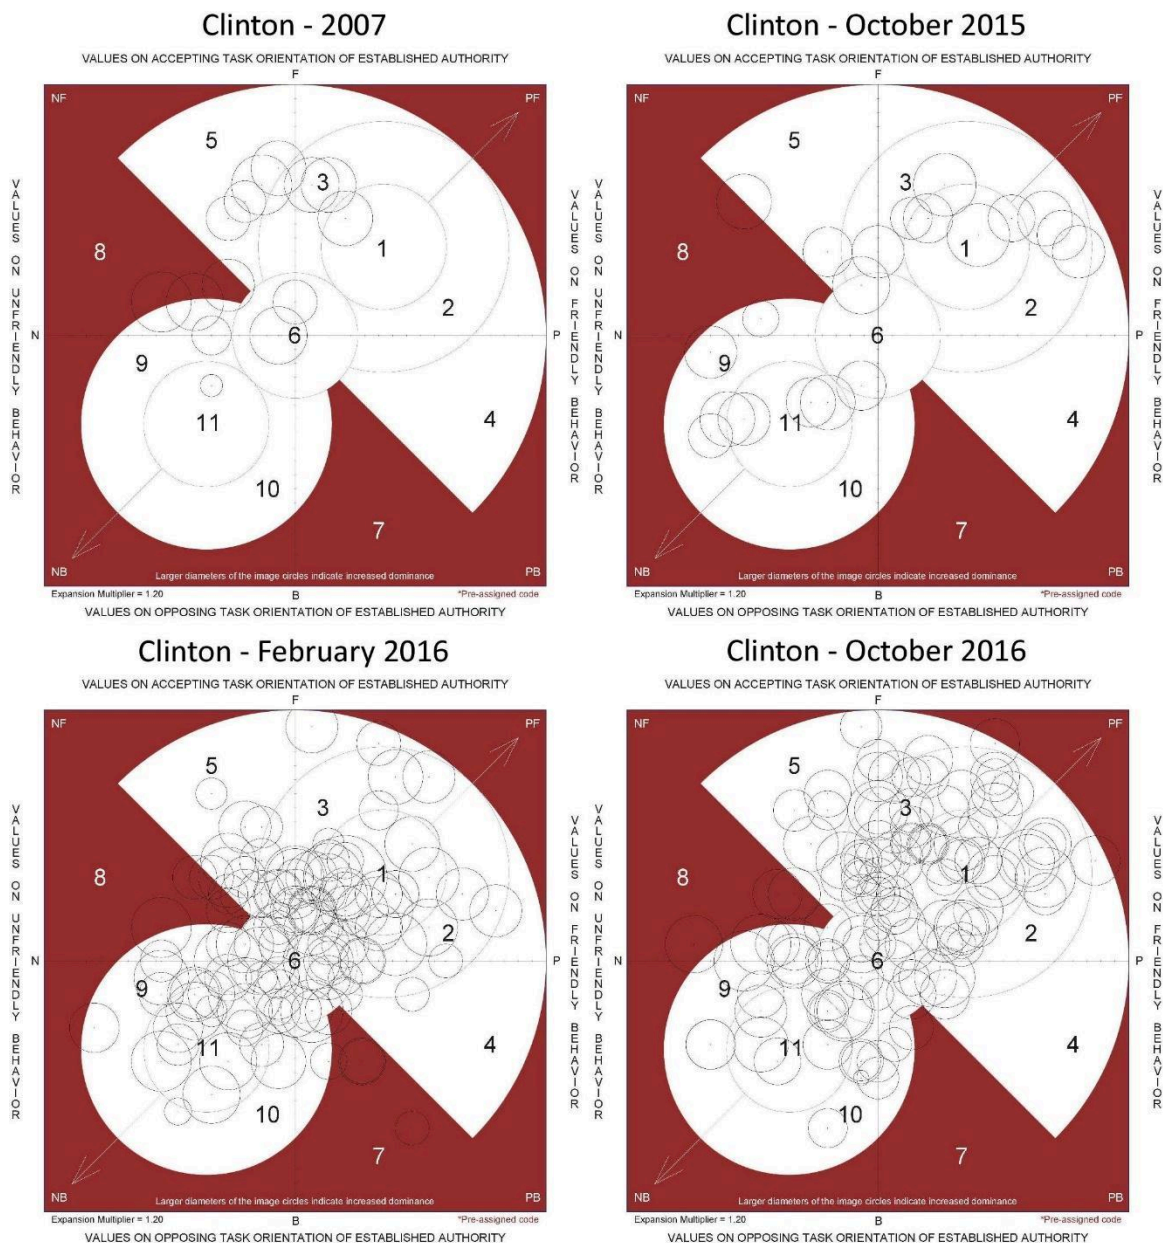 Clinton - 2007
VALUES ON ACCEPTING TASK ORIENTATION OF ESTABLISHED AUTHORITY
F
NF
PF
5
3
8
1
2
VALUES ON UNFRIENDLY BEHAVIOR
VALUES ON FRIENDLY BEHAVIOR
N
6
P
9
11
4
10
7
NB
Larger diameters of the image circles indicate increased dominance
PB
Expansion Multiplier = 1.20
B
*Pre-assigned code
VALUES ON OPPOSING TASK ORIENTATION OF ESTABLISHED AUTHORITY
Clinton - October 2015
VALUES ON ACCEPTING TASK ORIENTATION OF ESTABLISHED AUTHORITY
F
NF
PF
5
3
8
1
2
VALUES ON UNFRIENDLY BEHAVIOR
VALUES ON FRIENDLY BEHAVIOR
N
6
P
9
11
4
10
7
NB
Larger diameters of the image circles indicate increased dominance
PB
Expansion Multiplier = 1.20
B
*Pre-assigned code
VALUES ON OPPOSING TASK ORIENTATION OF ESTABLISHED AUTHORITY
Clinton - February 2016
VALUES ON ACCEPTING TASK ORIENTATION OF ESTABLISHED AUTHORITY
F
NF
PF
5
3
8
1
2
VALUES ON UNFRIENDLY BEHAVIOR
VALUES ON FRIENDLY BEHAVIOR
N
6
P
9
11
4
10
7
NB
Larger diameters of the image circles indicate increased dominance
PB
Expansion Multiplier = 1.20
B
*Pre-assigned code
VALUES ON OPPOSING TASK ORIENTATION OF ESTABLISHED AUTHORITY
Clinton - October 2016
VALUES ON ACCEPTING TASK ORIENTATION OF ESTABLISHED AUTHORITY
F
NF
PF
5
3
8
1
2
VALUES ON UNFRIENDLY BEHAVIOR
VALUES ON FRIENDLY BEHAVIOR
N
6
P
9
11
4
10
7
NB
Larger diameters of the image circles indicate increased dominance
PB
Expansion Multiplier = 1.20
B
*Pre-assigned code
VALUES ON OPPOSING TASK ORIENTATION OF ESTABLISHED AUTHORITY